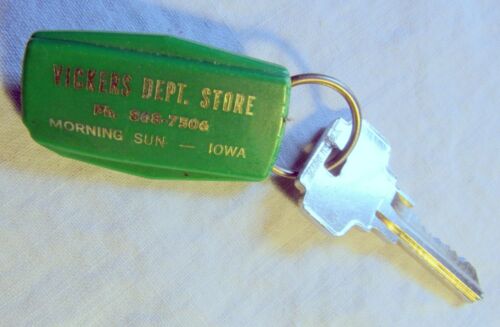 VICKERS DEPT. STORE
Ph. 868-7506
MORNING SUN — IOWA